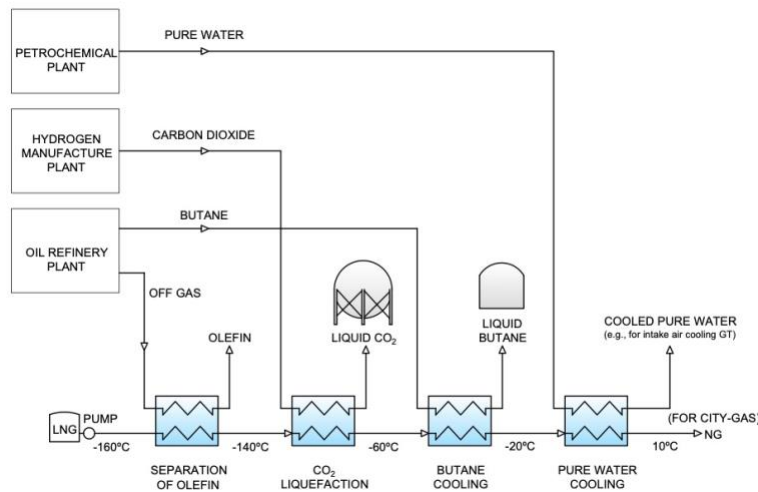 PURE WATER
PETROCHEMICAL
PLANT
CARBON DIOXIDE
HYDROGEN
MANUFACTURE
PLANT
BUTANE
OIL REFINERY
PLANT
OFF GAS
OLEFIN
LIQUID CO₂
LIQUID
BUTANE
COOLED PURE WATER
(e.g., for intake air cooling GT)
LNG
PUMP
-160ºC
-140ºC
-60ºC
-20ºC
10ºC
(FOR CITY-GAS)
NG
SEPARATION
OF OLEFIN
CO₂
LIQUEFACTION
BUTANE
COOLING
PURE WATER
COOLING